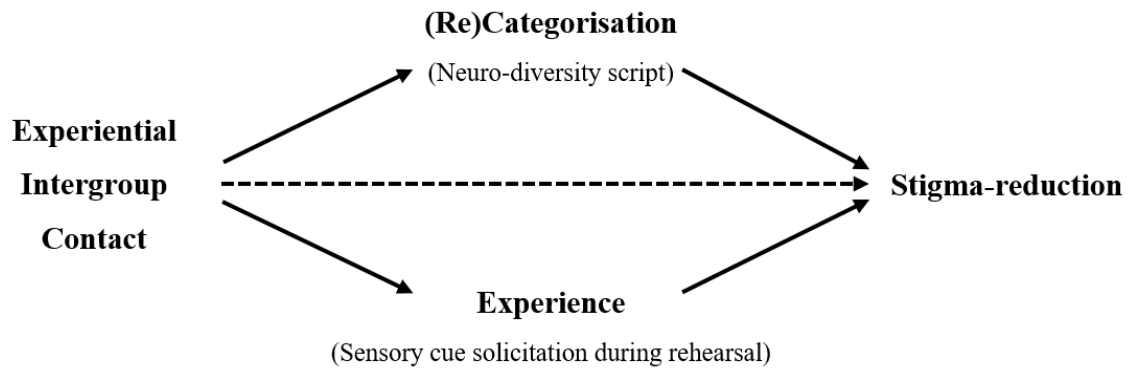 (Re)Categorisation
(Neuro-diversity script)
Experiential
Intergroup
Contact
Stigma-reduction
Experience
(Sensory cue solicitation during rehearsal)